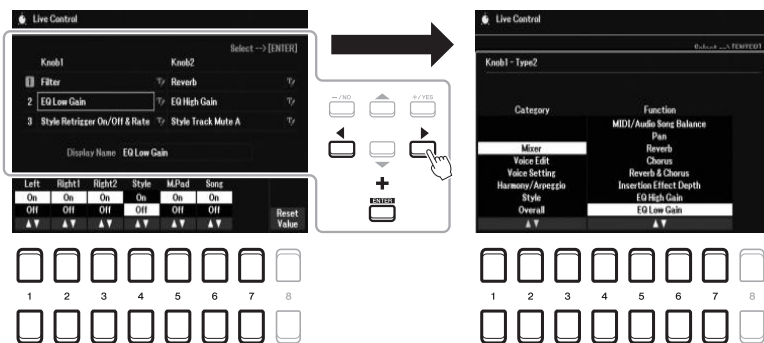 Live Control
Select -->[ENTER]
Knob1 Knob2
1 Filter Reverb
2 EQ Low Gain EQ High Gain
3 Style Retrigger On/Off & Rate Style Track Mute A
Display Name EQ Low Gain
Left Right1 Right2 Style M.Pad Song
On On On On On On
Off Off Off Off Off Off Reset
Value
1 2 3 4 5 6 7 8
-/NO +/YES
+
ENTER
Live Control
Knob1 - Type2
Category Function
MIDI/Audio Song Balance
Pan
Mixer Reverb
Voice Edit Chorus
Voice Setting Reverb & Chorus
Harmony/Arpeggio Insertion Effect Depth
Style EQ High Gain
Overall EQ Low Gain
1 2 3 4 5 6 7 8